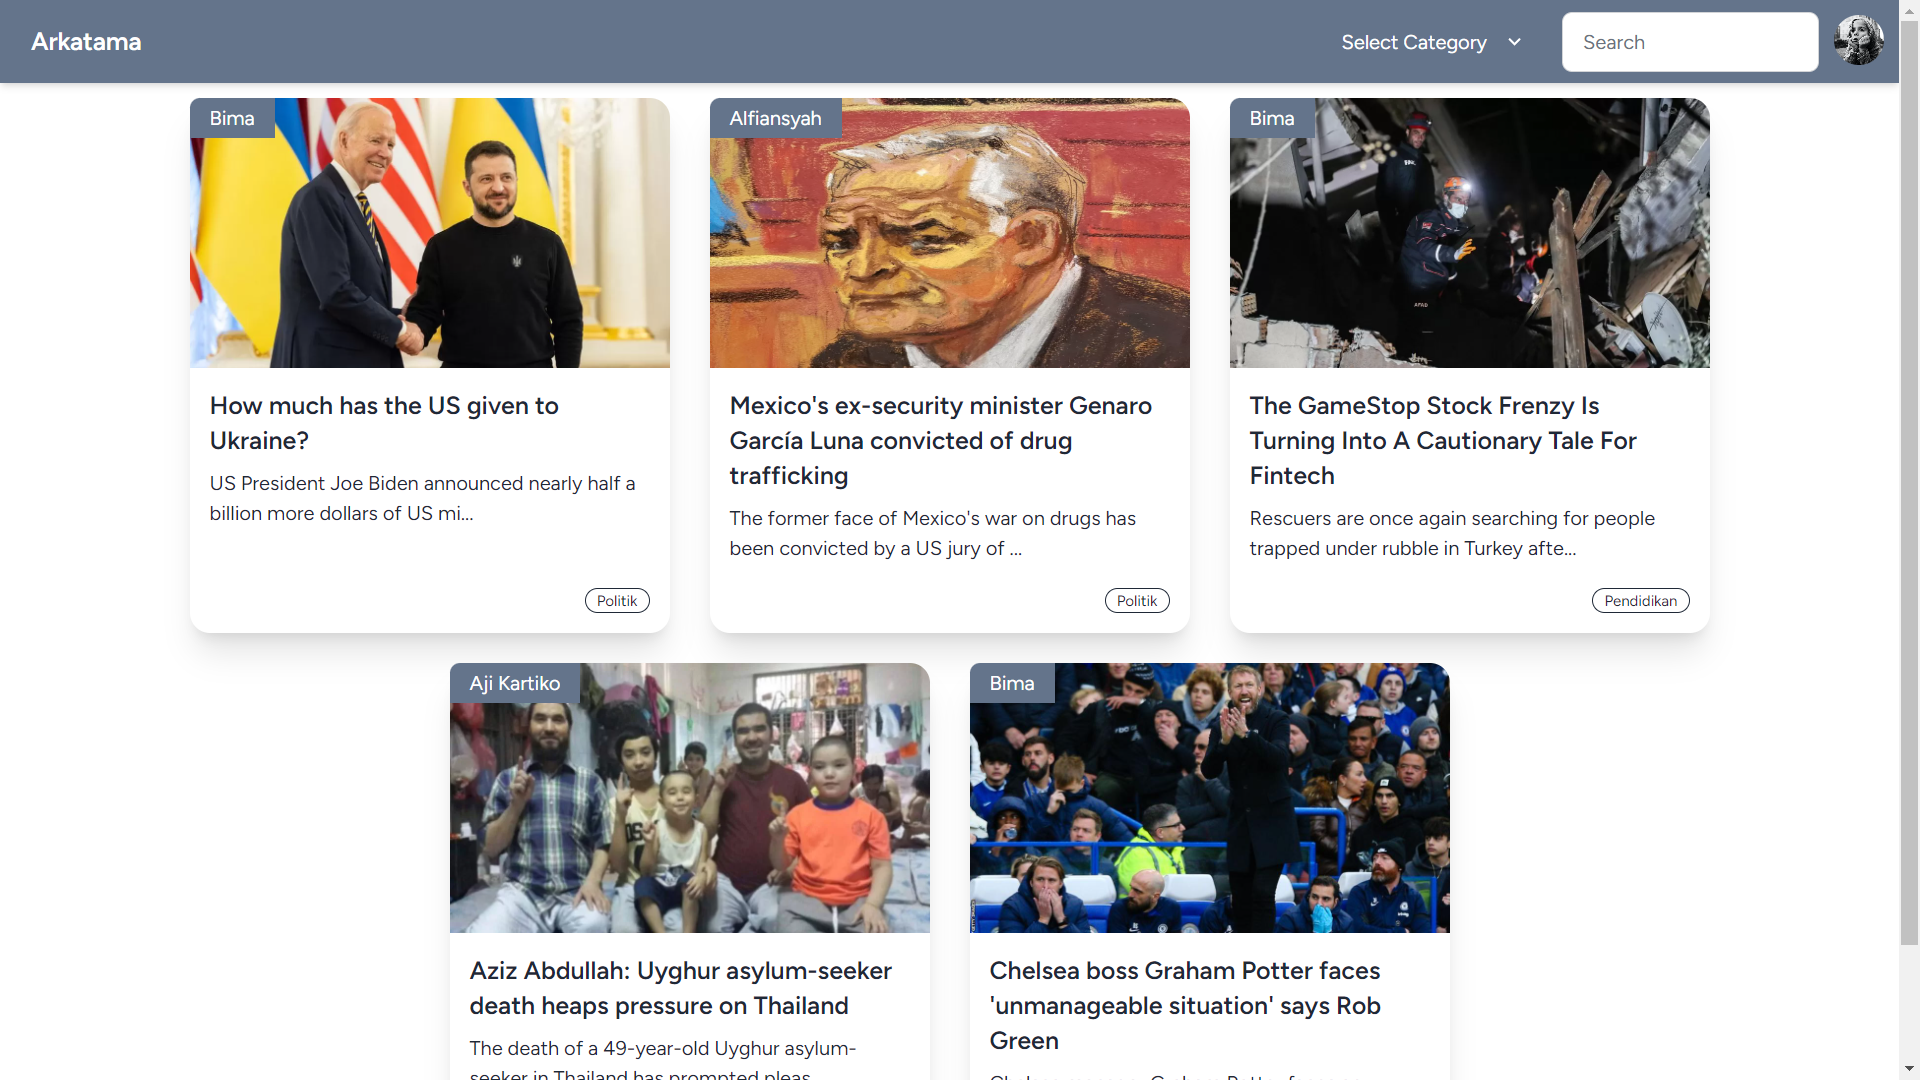 Arkatama
Select Category
Search
Bima
Alfiansyah
Bima
How much has the US given to
Ukraine?
US President Joe Biden announced nearly half a
billion more dollars of US mi...
Politik
Mexico's ex-security minister Genaro
García Luna convicted of drug
trafficking
The former face of Mexico's war on drugs has
been convicted by a US jury of ...
Politik
The GameStop Stock Frenzy Is
Turning Into A Cautionary Tale For
Fintech
Rescuers are once again searching for people
trapped under rubble in Turkey afte...
Pendidikan
Aji Kartiko
Bima
Aziz Abdullah: Uyghur asylum-seeker
death heaps pressure on Thailand
The death of a 49-year-old Uyghur asylum-
seeker in Thailand has prompted pleas
Chelsea boss Graham Potter faces
'unmanageable situation' says Rob
Green